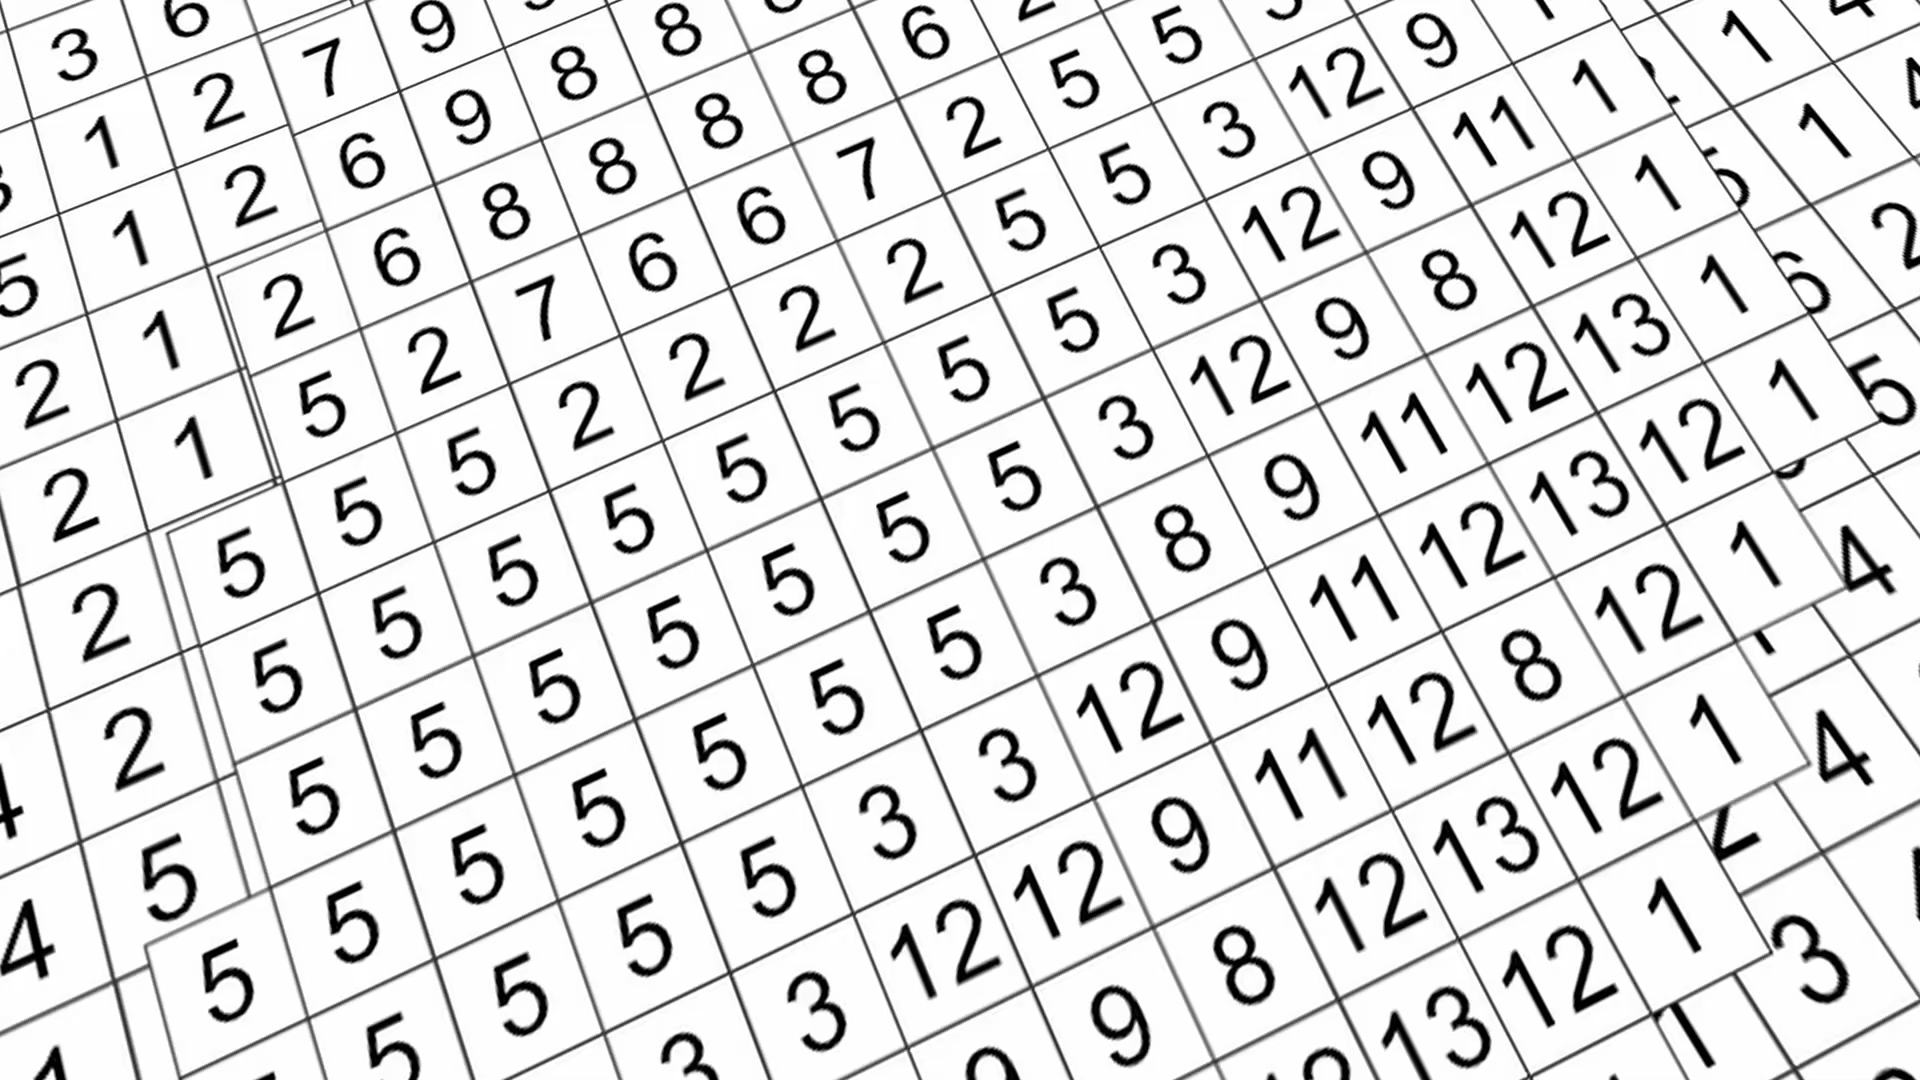 3 6
1 2 7 9
5 1 2 6 9 8 8
2 1 2 6 8 8 8 8 6
2 1 5 2 7 6 6 7 2 5 5
2 5 5 5 2 2 2 2 5 5 3 12 9
2 5 5 5 5 5 5 5 5 3 12 9 11 1 1
4 5 5 5 5 5 5 5 5 3 12 9 8 12 1 1
5 5 5 5 5 5 5 3 8 9 11 12 13 1 6 2
5 5 5 5 3 3 12 9 11 12 13 12 1 5
3 3 12 12 9 11 12 8 12 1 4
9 8 12 13 12 1 4
13 12 1 3